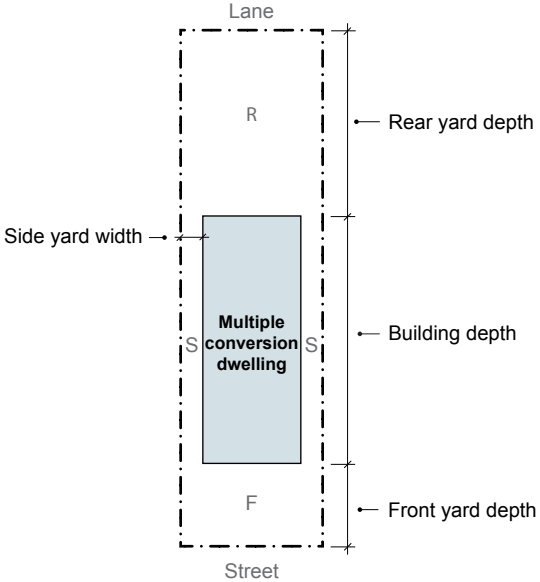 Lane
R
Rear yard depth
Side yard width
Multiple
conversion
dwelling
S
S
Building depth
F
Front yard depth
Street